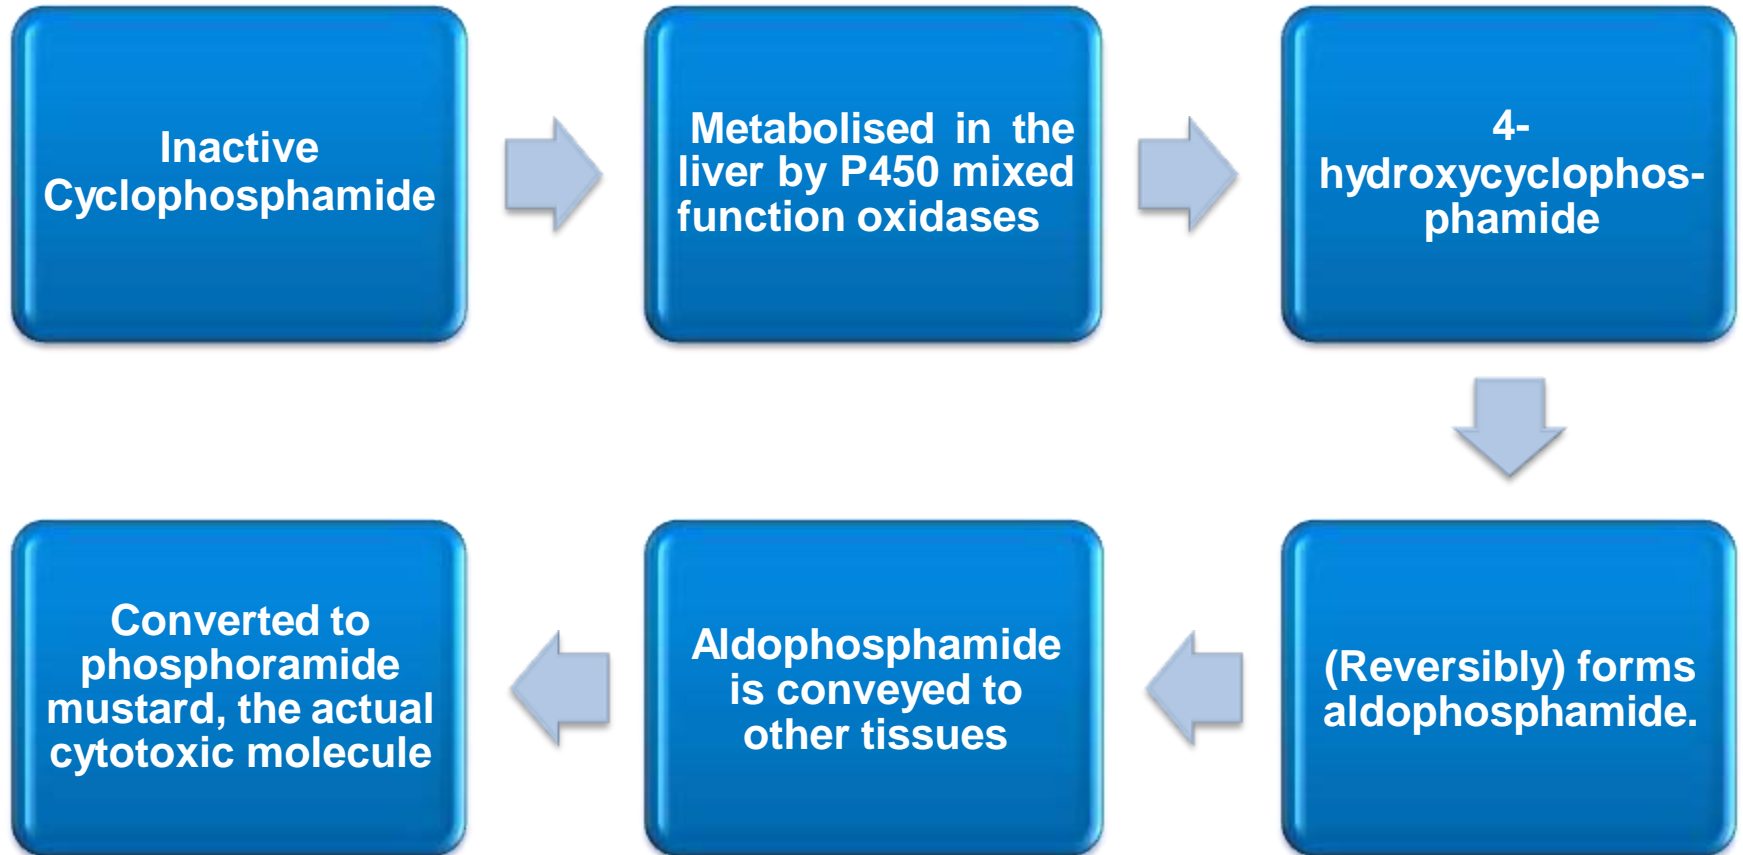 Inactive
Cyclophosphamide
Metabolised in the
liver by P450 mixed
function oxidases
4-
hydroxycyclophos-
phamide
(Reversibly) forms
aldophosphamide.
Aldophosphamide
is conveyed to
other tissues
Converted to
phosphoramide
mustard, the actual
cytotoxic molecule